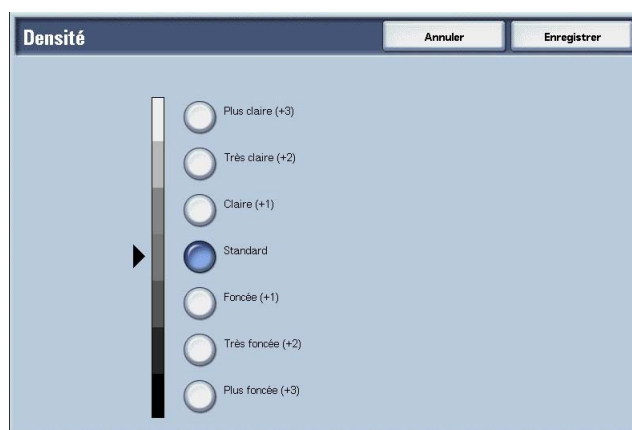 Densité
Annuler
Enregistrer
Plus claire (+3)
Très claire (+2)
Claire (+1)
Standard
Foncée (+1)
Très foncée (+2)
Plus foncée (+3)